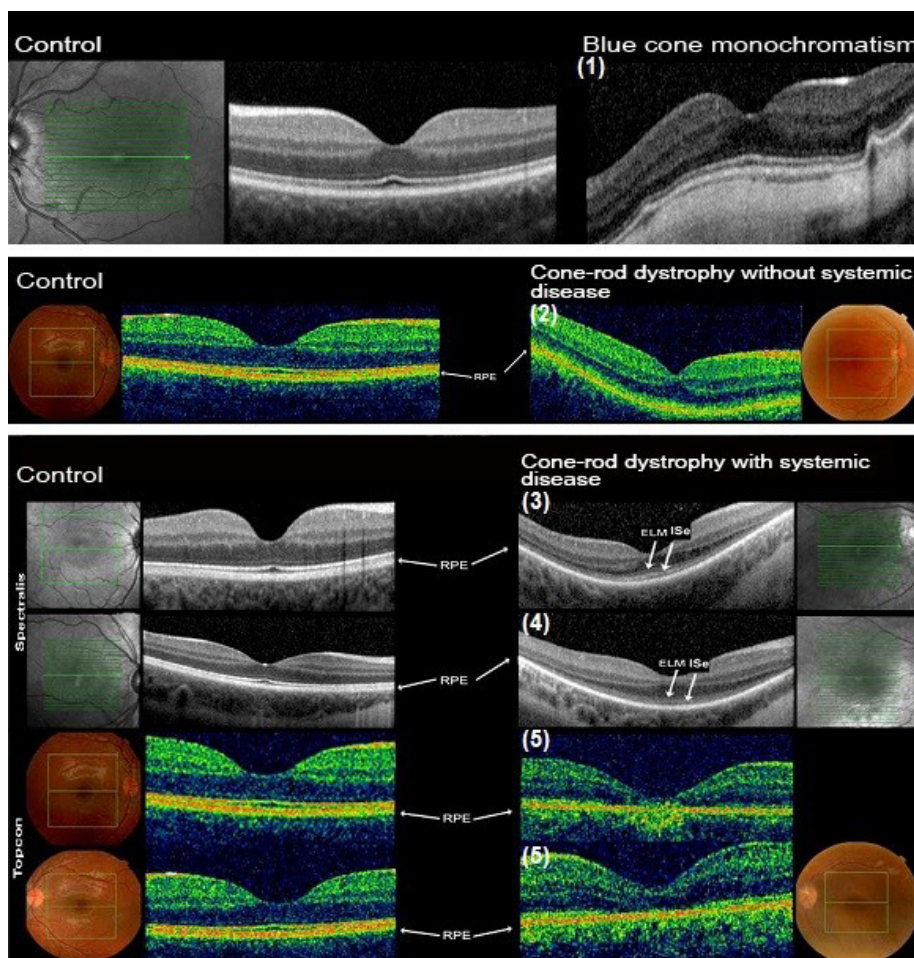 Control
Blue cone monochromatism
(1)
Control
Cone-rod dystrophy without systemic
disease
(2)
RPE
Control
Cone-rod dystrophy with systemic
disease
Spectralis
(3)
ELM ISe
RPE
(4)
ELM ISe
RPE
Topcon
(5)
RPE
(5)
RPE